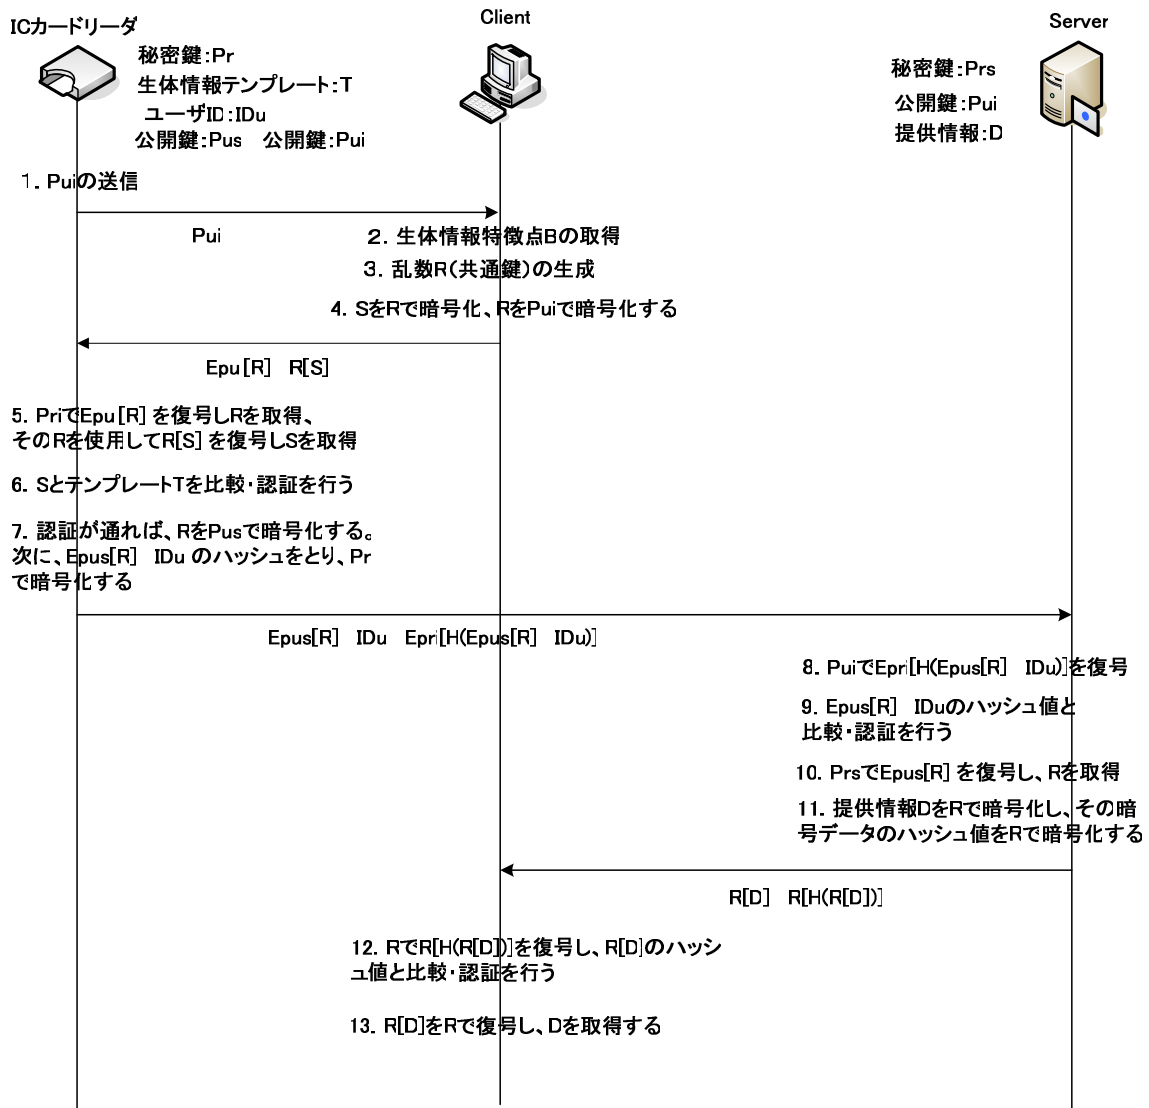 ICカードリーダ
Client
Server
秘密鍵:Pr
生体情報テンプレート:T
ユーザID:IDu
公開鍵:Pus　公開鍵:Pui
秘密鍵:Prs
公開鍵:Pui
提供情報:D
1. Puiの送信
Pui
2. 生体情報特徴点Bの取得
3. 乱数R(共通鍵)の生成
4. SをRで暗号化、RをPuiで暗号化する
Epu[R]　R[S]
5. PriでEpu[R] を復号しRを取得、
そのRを使用してR[S] を復号しSを取得
6. SとテンプレートTを比較・認証を行う
7. 認証が通れば、RをPusで暗号化する。
次に、Epus[R]　IDu のハッシュをとり、Pr
で暗号化する
Epus[R]　IDu　Epri[H(Epus[R]　IDu)]
8. PuiでEpri[H(Epus[R]　IDu)]を復号
9. Epus[R]　IDuのハッシュ値と
比較・認証を行う
10. PrsでEpus[R] を復号し、Rを取得
11. 提供情報DをRで暗号化し、その暗
号データのハッシュ値をRで暗号化する
R[D]　R[H(R[D])]
12. RでR[H(R[D])]を復号し、R[D]のハッシ
ュ値と比較・認証を行う
13. R[D]をRで復号し、Dを取得する